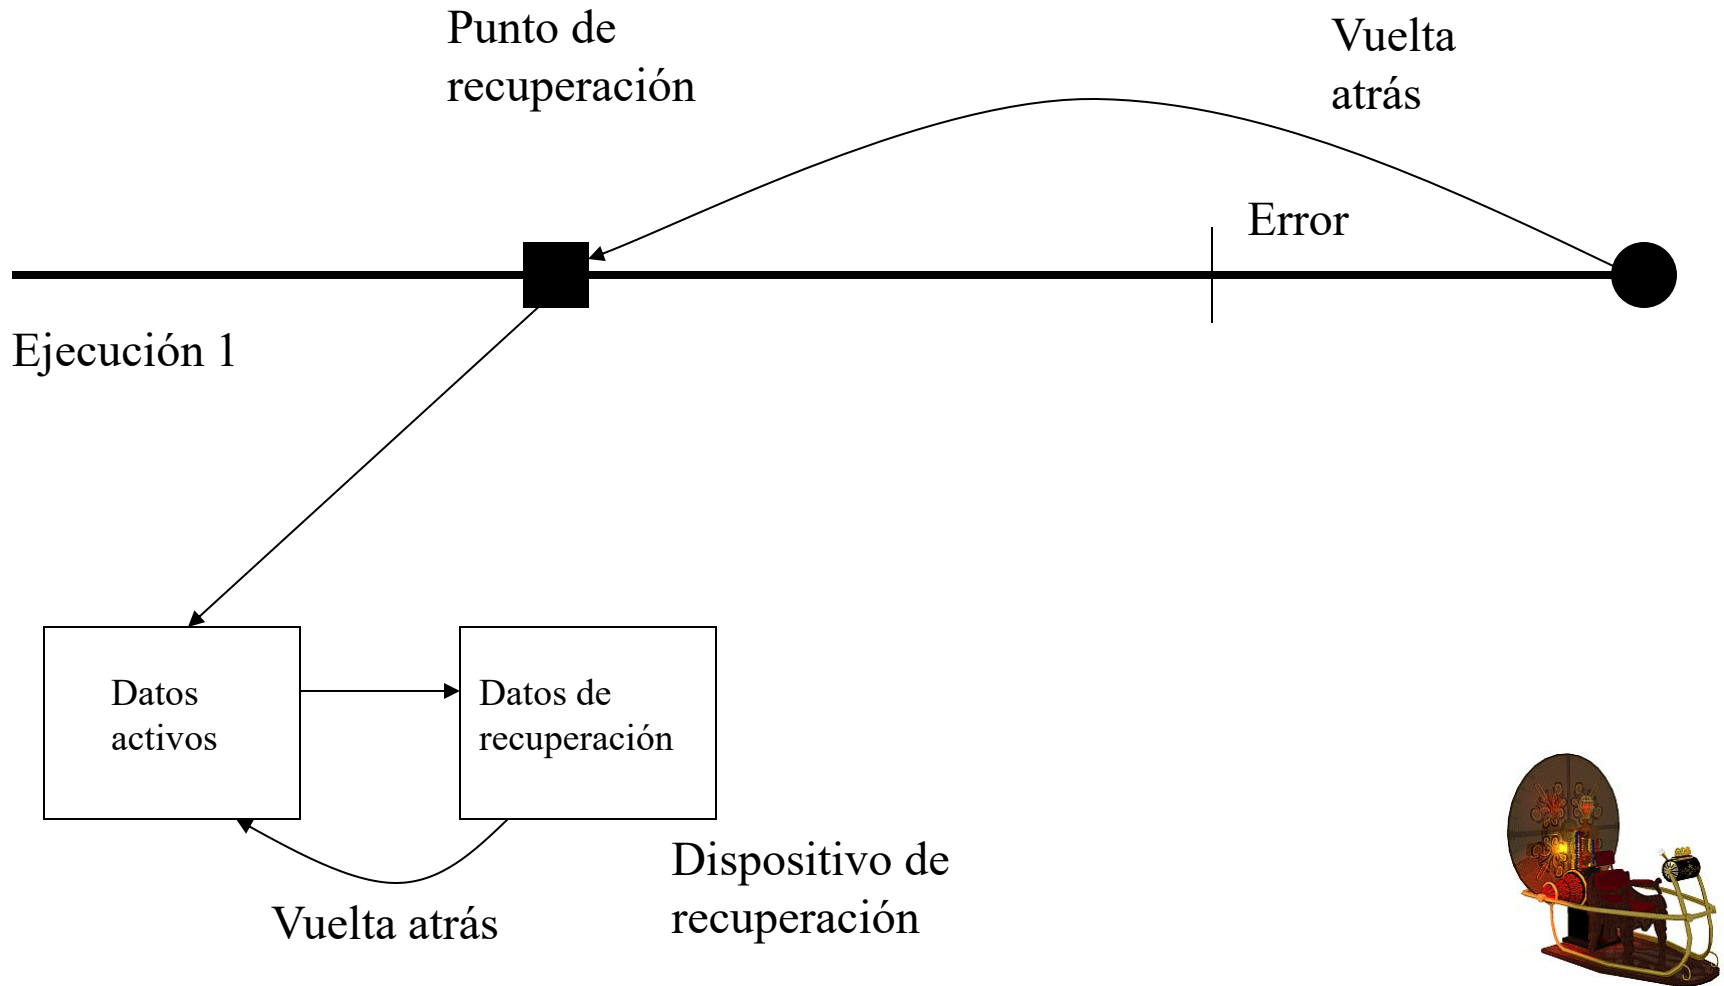 Punto de
recuperación
Vuelta
atrás
Error
Ejecución 1
Datos
activos
Datos de
recuperación
Dispositivo de
recuperación
Vuelta atrás